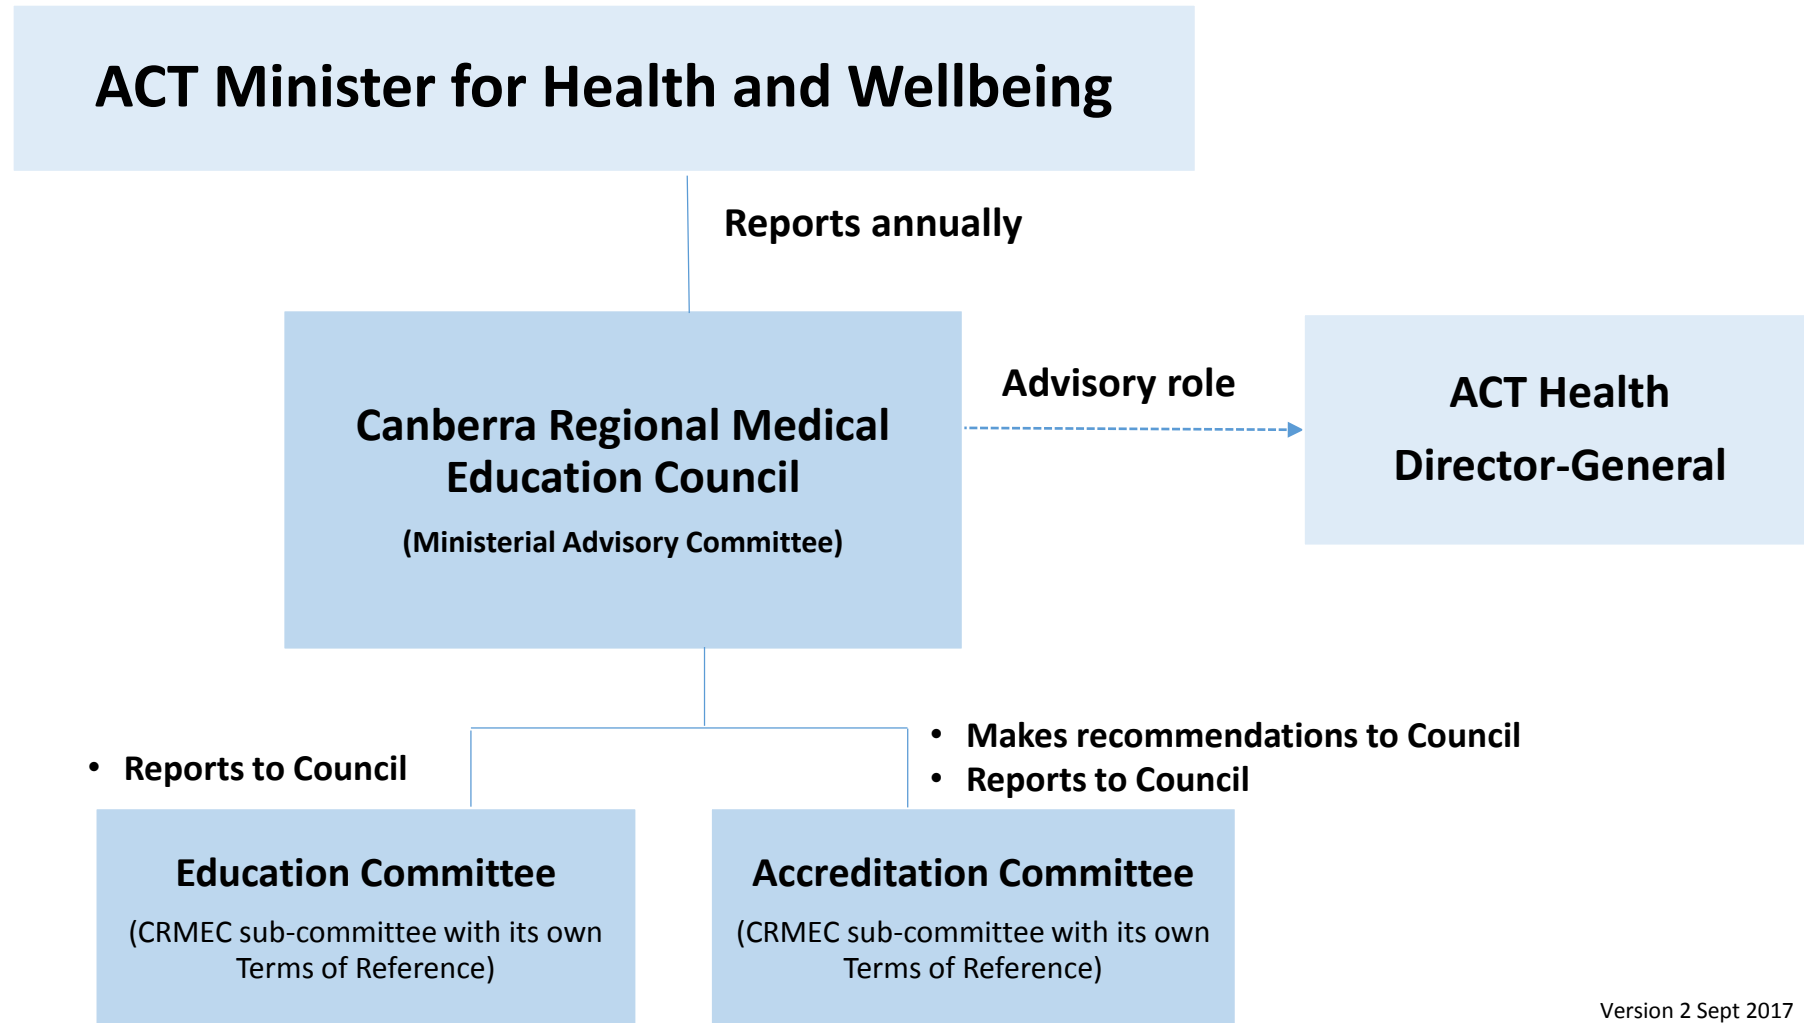 ACT Minister for Health and Wellbeing
Reports annually
Canberra Regional Medical
Education Council
(Ministerial Advisory Committee)
Advisory role
ACT Health
Director-General
• Reports to Council
• Makes recommendations to Council
• Reports to Council
Education Committee
(CRMEC sub-committee with its own
Terms of Reference)
Accreditation Committee
(CRMEC sub-committee with its own
Terms of Reference)
Version 2 Sept 2017